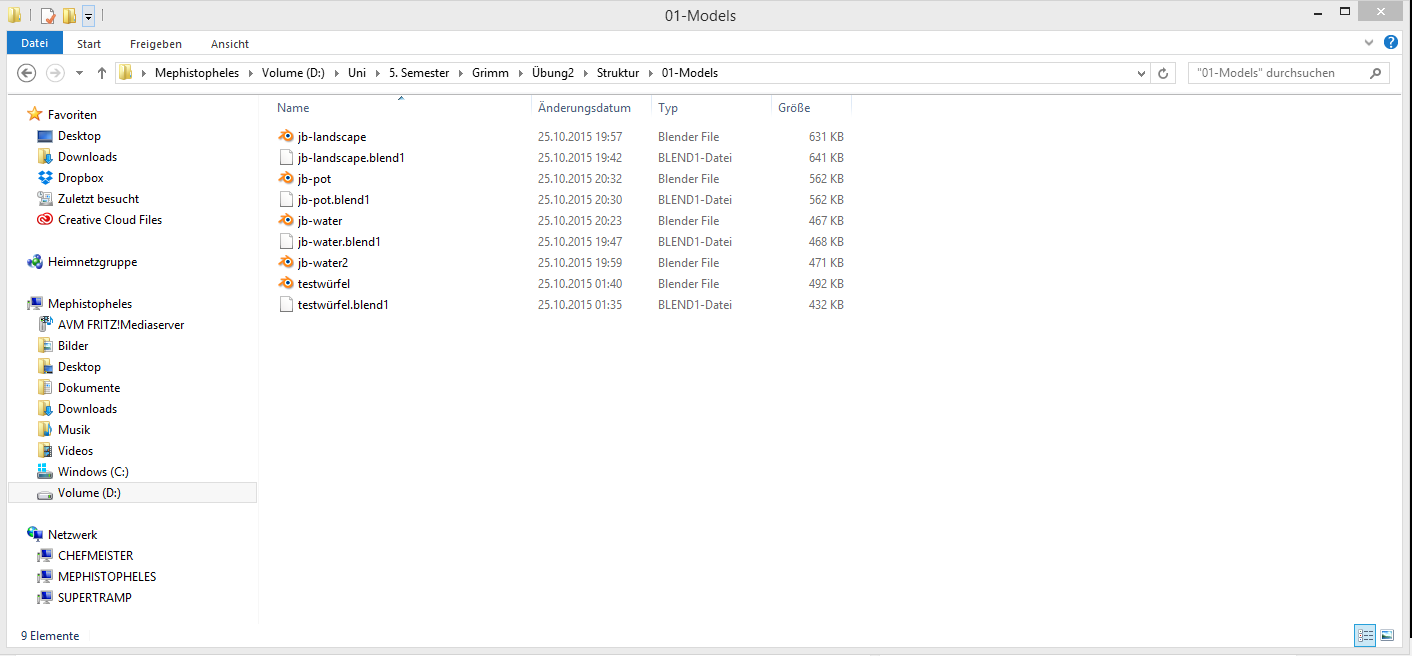 01-Models
Datei Start Freigeben Ansicht
Mephistopheles Volume (D:) Uni 5. Semester Grimm Übung2 Struktur 01-Models "01-Models" durchsuchen
Favoriten
Desktop
Downloads
Dropbox
Zuletzt besucht
Creative Cloud Files
Heimnetzgruppe
Mephistopheles
AVM FRITZ!Mediaserver
Bilder
Desktop
Dokumente
Downloads
Musik
Videos
Windows (C:)
Volume (D:)
Netzwerk
CHEFMEISTER
MEPHISTOPHELES
SUPERTRAMP
Name Änderungsdatum Typ Größe
jb-landscape 25.10.2015 19:57 Blender File 631 KB
jb-landscape.blend1 25.10.2015 19:42 BLEND1-Datei 641 KB
jb-pot 25.10.2015 20:32 Blender File 562 KB
jb-pot.blend1 25.10.2015 20:30 BLEND1-Datei 562 KB
jb-water 25.10.2015 20:23 Blender File 467 KB
jb-water.blend1 25.10.2015 19:47 BLEND1-Datei 468 KB
jb-water2 25.10.2015 19:59 Blender File 471 KB
testwürfel 25.10.2015 01:40 Blender File 492 KB
testwürfel.blend1 25.10.2015 01:35 BLEND1-Datei 432 KB
9 Elemente